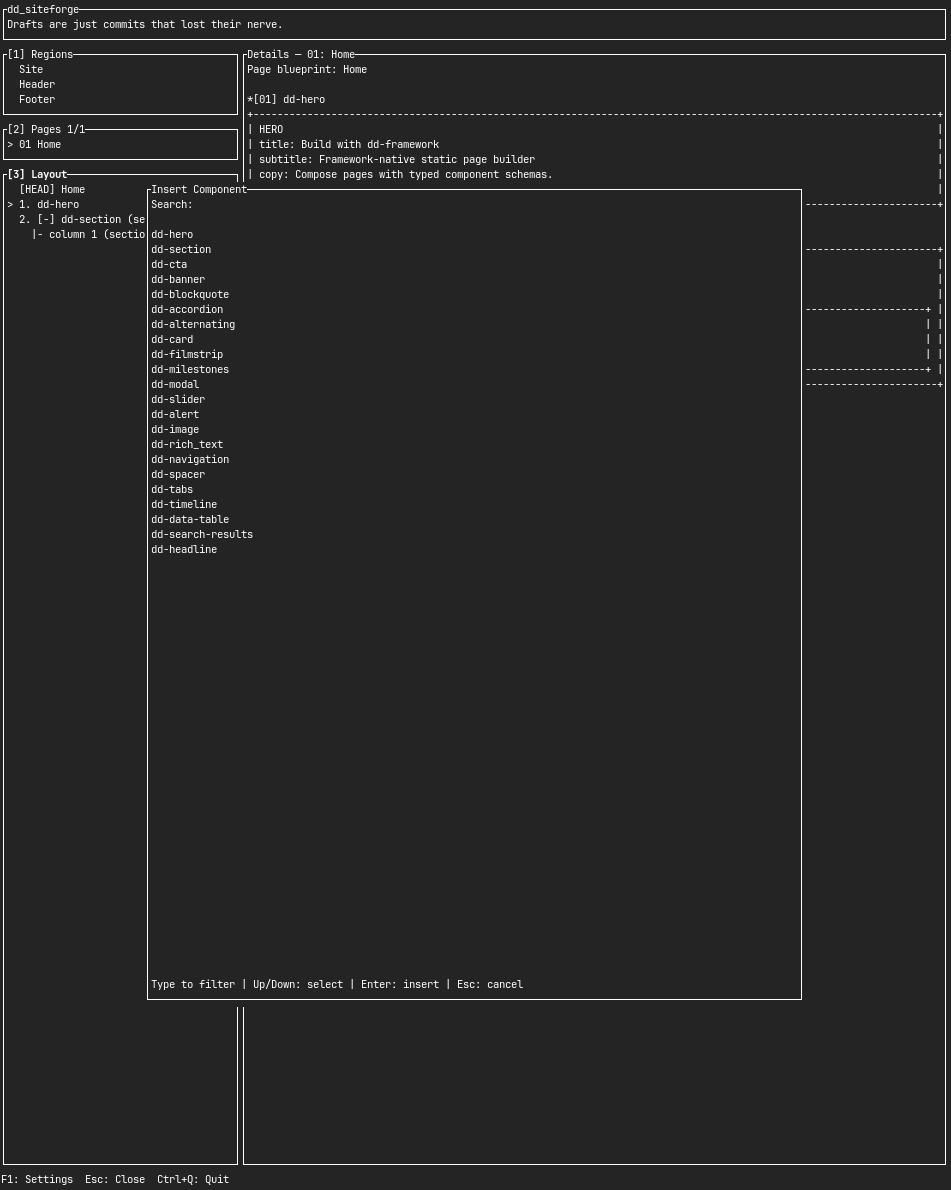 dd_siteforge
Drafts are just commits that lost their nerve.
[1] Regions
Site
Header
Footer
[2] Pages 1/1
> 01 Home
[3] Layout
[HEAD] Home
> 1. dd-hero
2. [-] dd-section (se
|- column 1 (sectio
Details — 01: Home
Page blueprint: Home
*[01] dd-hero
| HERO
| title: Build with dd-framework
| subtitle: Framework-native static page builder
| copy: Compose pages with typed component schemas.
Insert Component
Search:
dd-hero
dd-section
dd-cta
dd-banner
dd-blockquote
dd-accordion
dd-alternating
dd-card
dd-filmstrip
dd-milestones
dd-modal
dd-slider
dd-alert
dd-image
dd-rich_text
dd-navigation
dd-spacer
dd-tabs
dd-timeline
dd-data-table
dd-search-results
dd-headline
Type to filter | Up/Down: select | Enter: insert | Esc: cancel
F1: Settings  Esc: Close  Ctrl+Q: Quit